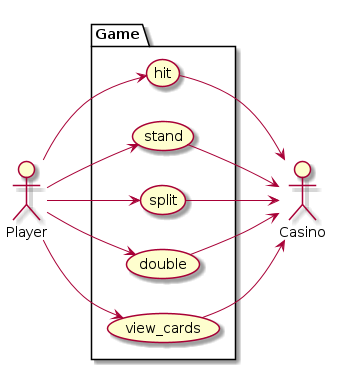 Game
hit
stand
Player
split
Casino
double
view_cards